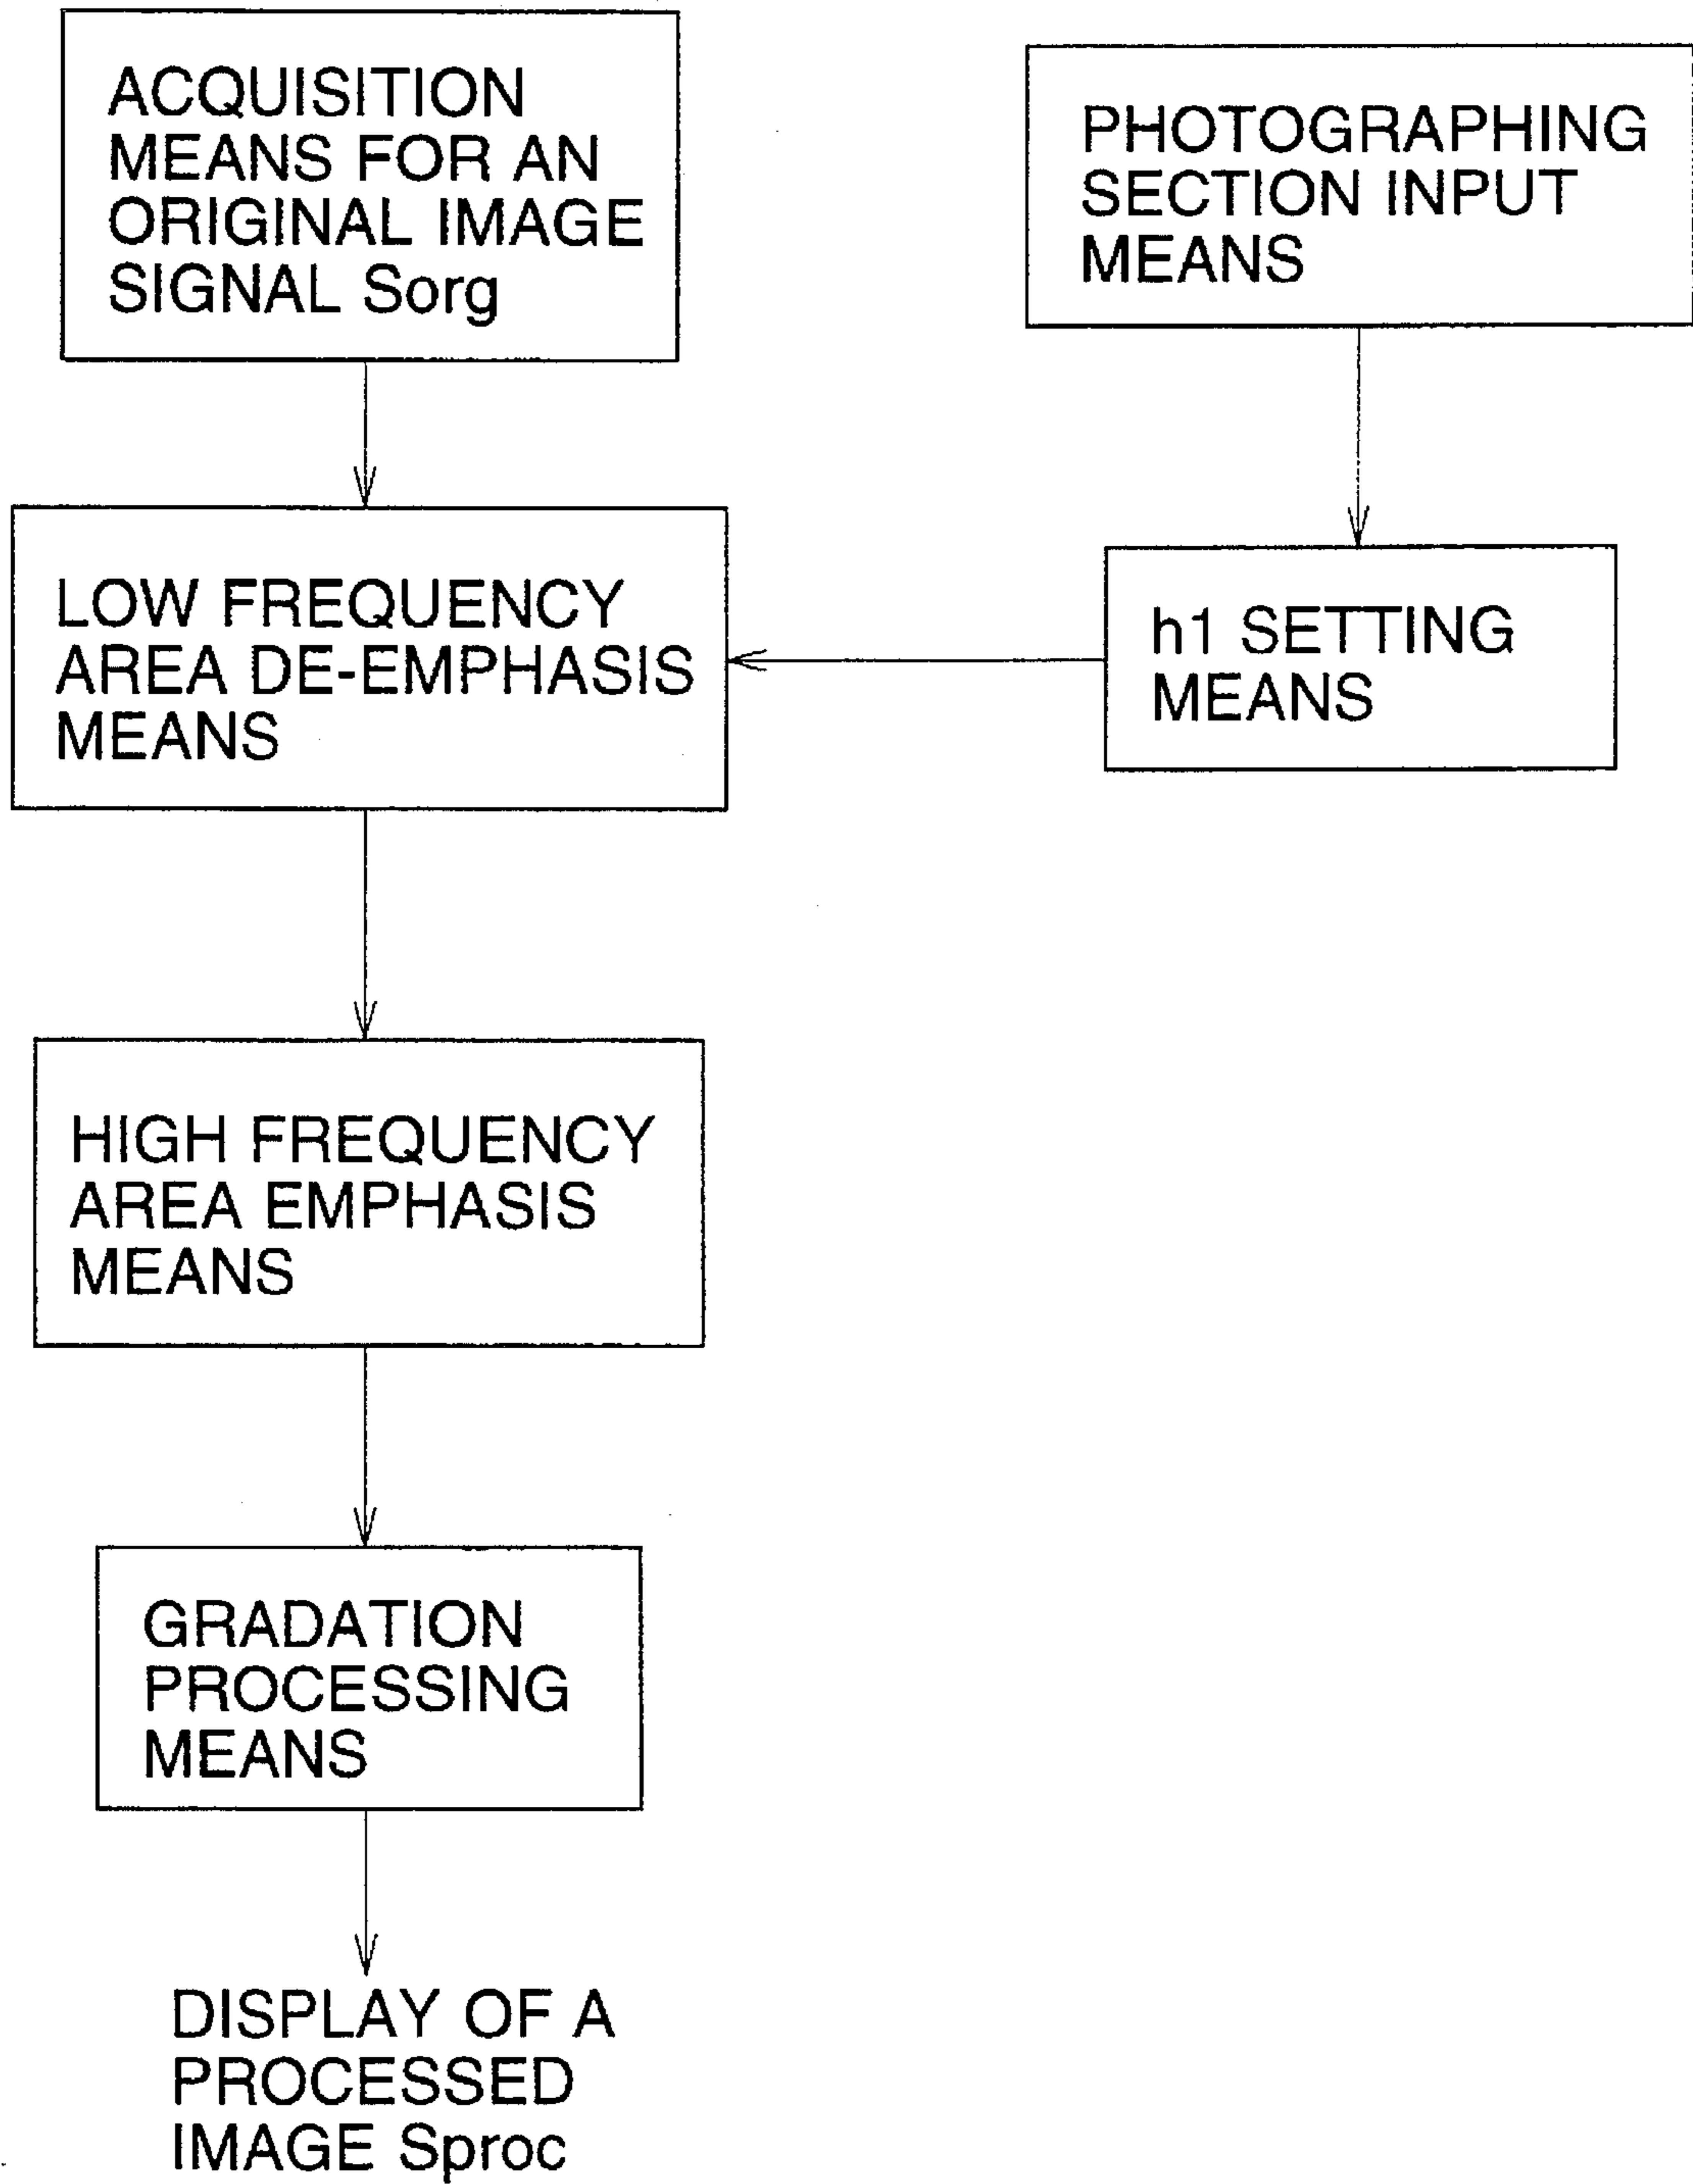 ACQUISITION
MEANS FOR AN
ORIGINAL IMAGE
SIGNAL Sorg
PHOTOGRAPHING
SECTION INPUT
MEANS
LOW FREQUENCY
AREA DE-EMPHASIS
MEANS
h1 SETTING
MEANS
HIGH FREQUENCY
AREA EMPHASIS
MEANS
GRADATION
PROCESSING
MEANS
DISPLAY OF A
PROCESSED
IMAGE Sproc